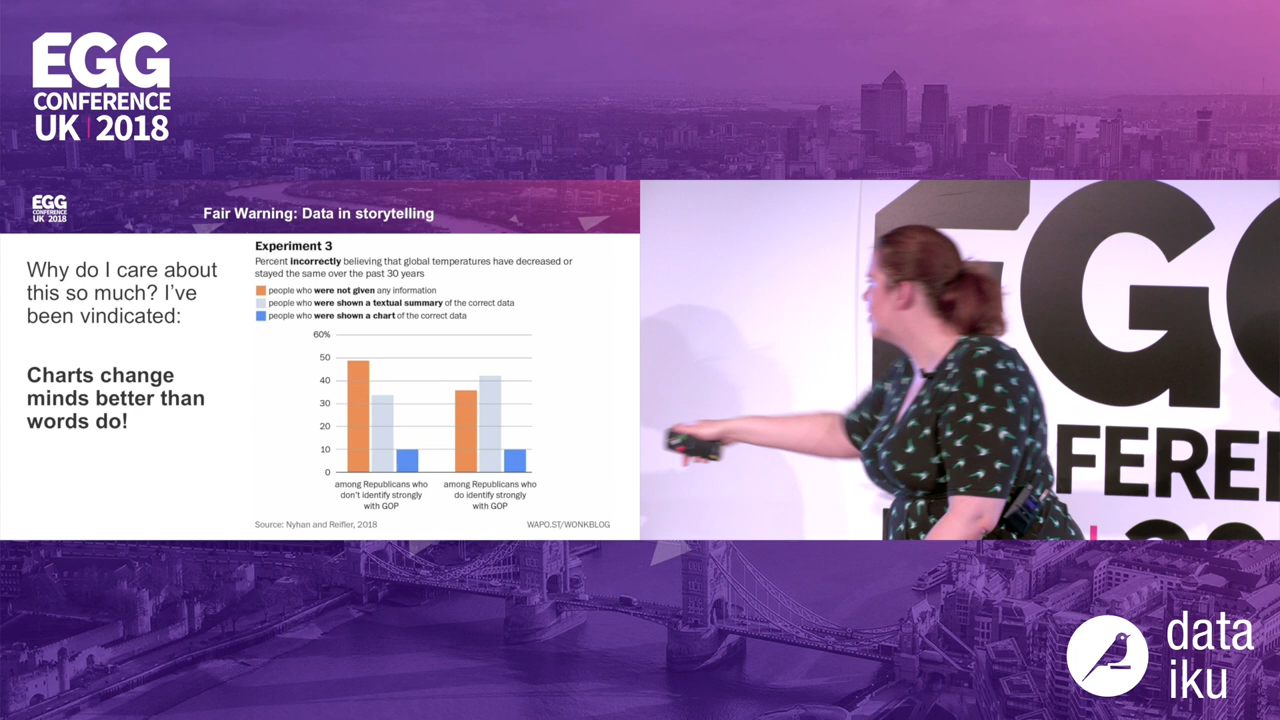 EGG
CONFERENCE
UK | 2018
EGG
CONFERENCE
UK 2018
Fair Warning: Data in storytelling
Why do I care about
this so much? I've
been vindicated:
Charts change
minds better than
words do!
Experiment 3
Percent incorrectly believing that global temperatures have decreased or
stayed the same over the past 30 years
people who were not given any information
people who were shown a textual summary of the correct data
people who were shown a chart of the correct data
60%
50
40
30
20
10
0
among Republicans who
don't identify strongly
with GOP
among Republicans who
do identify strongly
with GOP
Source: Nyhan and Reifler, 2018
WAPO.ST/WONKBLOG
EGG
FERE
data
iku